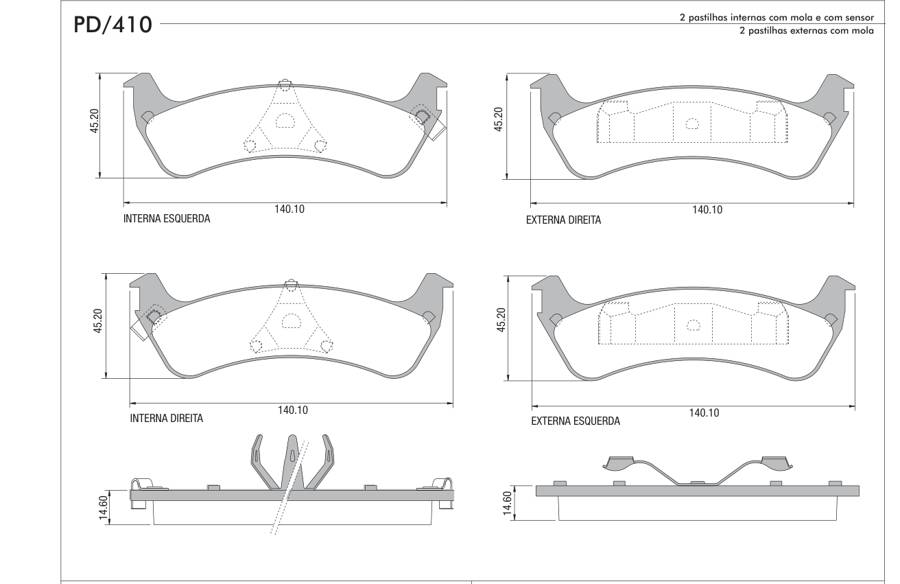 PD/410
2 pastilhas internas com mola e com sensor
2 pastilhas externas com mola
45.20
140.10
INTERNA ESQUERDA
45.20
140.10
EXTERNA DIREITA
45.20
140.10
INTERNA DIREITA
45.20
140.10
EXTERNA ESQUERDA
14.60
14.60